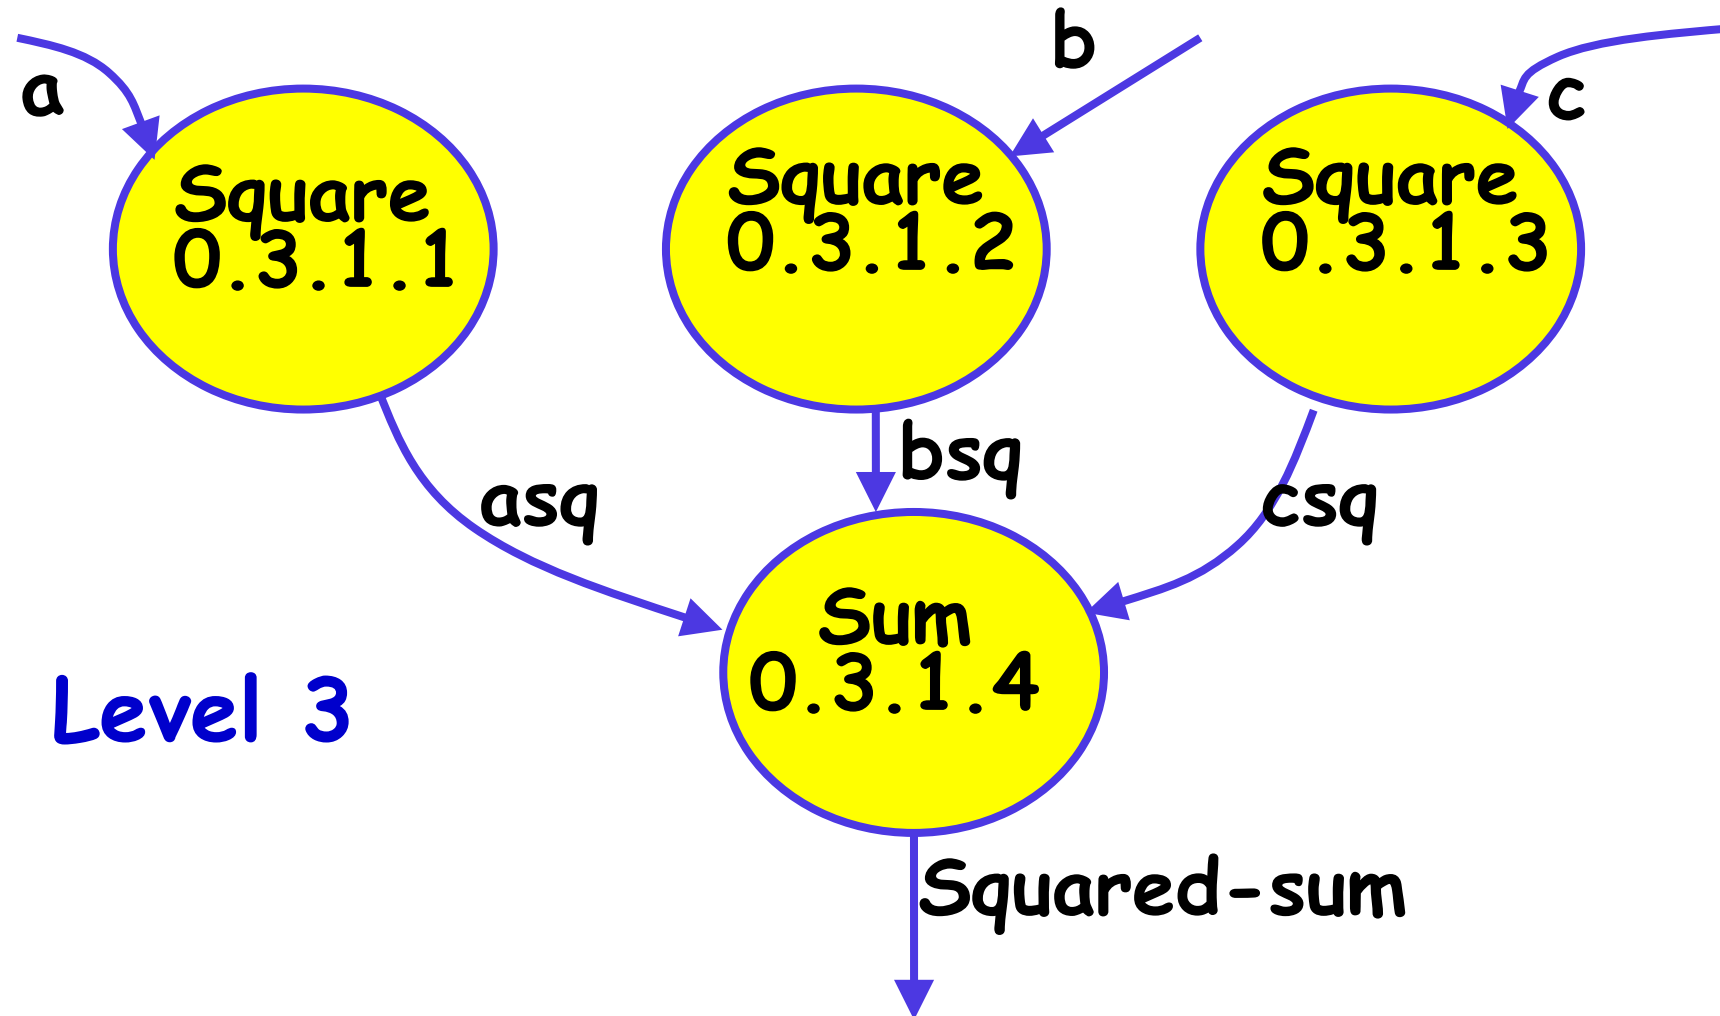 a
b
c
Square
0.3.1.1
Square
0.3.1.2
Square
0.3.1.3
asq
bsq
csq
Sum
0.3.1.4
Level 3
Squared-sum